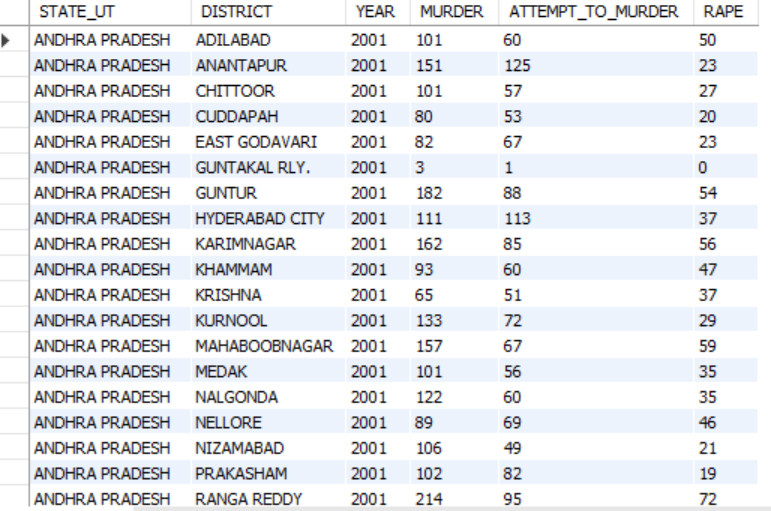 STATE_UT DISTRICT YEAR MURDER ATTEMPT_TO_MURDER RAPE
ANDHRA PRADESH ADILABAD 2001 101 60 50
ANDHRA PRADESH ANANTAPUR 2001 151 125 23
ANDHRA PRADESH CHITTOOR 2001 101 57 27
ANDHRA PRADESH CUDDAPAH 2001 80 53 20
ANDHRA PRADESH EAST GODAVARI 2001 82 67 23
ANDHRA PRADESH GUNTAKAL RLY. 2001 3 1 0
ANDHRA PRADESH GUNTUR 2001 182 88 54
ANDHRA PRADESH HYDERABAD CITY 2001 111 113 37
ANDHRA PRADESH KARIMNAGAR 2001 162 85 56
ANDHRA PRADESH KHAMMAM 2001 93 60 47
ANDHRA PRADESH KRISHNA 2001 65 51 37
ANDHRA PRADESH KURNOOL 2001 133 72 29
ANDHRA PRADESH MAHABOOBNAGAR 2001 157 67 59
ANDHRA PRADESH MEDAK 2001 101 56 35
ANDHRA PRADESH NALGONDA 2001 122 60 35
ANDHRA PRADESH NELLORE 2001 89 69 46
ANDHRA PRADESH NIZAMABAD 2001 106 49 21
ANDHRA PRADESH PRAKASHAM 2001 102 82 19
ANDHRA PRADESH RANGA REDDY 2001 214 95 72